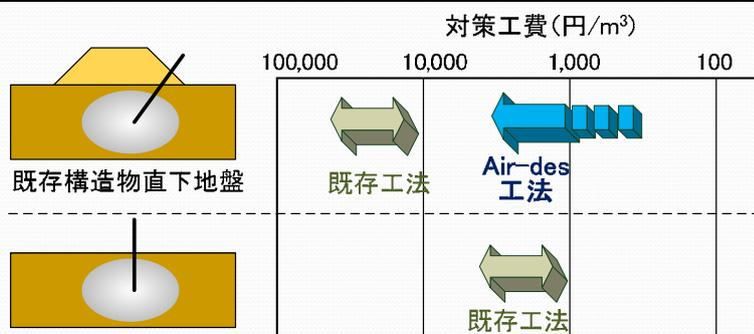 対策工費(円/m³)
100,000 10,000 1,000 100
既存構造物直下地盤
既存工法
Air-des
工法
既存工法